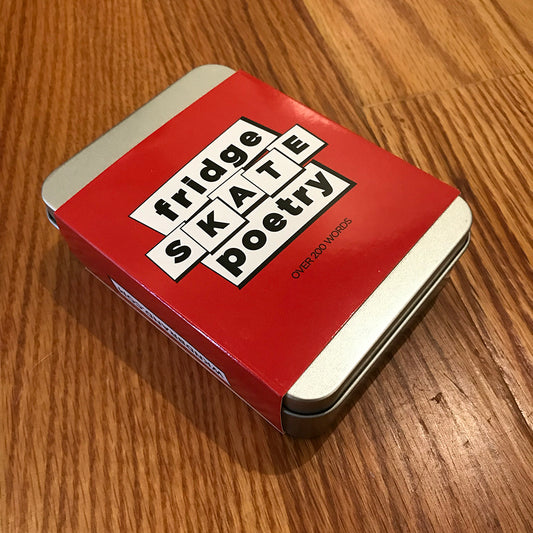 fridge
SKATE
poetry
OVER 200 WORDS